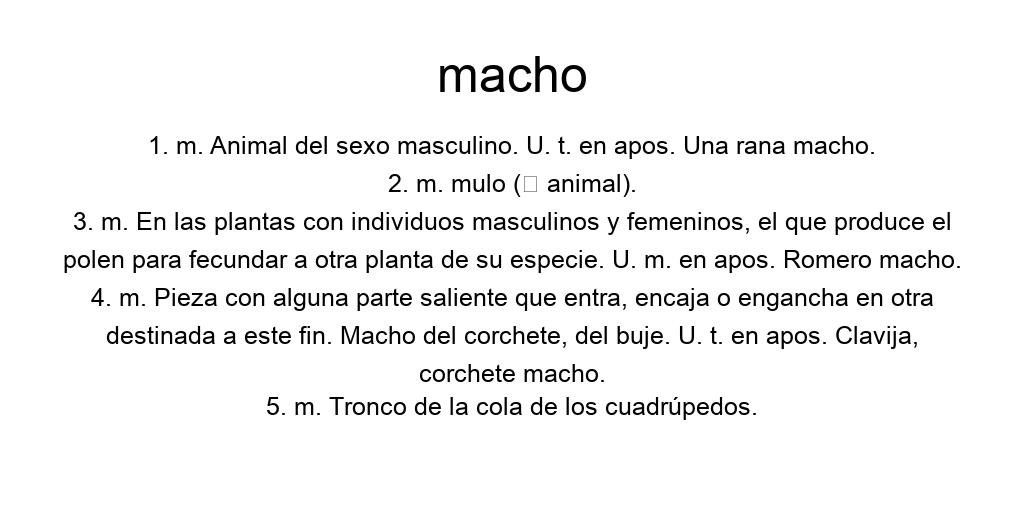 macho
1. m. Animal del sexo masculino. U. t. en apos. Una rana macho.
2. m. mulo (□ animal).
3. m. En las plantas con individuos masculinos y femeninos, el que produce el
polen para fecundar a otra planta de su especie. U. m. en apos. Romero macho.
4. m. Pieza con alguna parte saliente que entra, encaja o engancha en otra
destinada a este fin. Macho del corchete, del buje. U. t. en apos. Clavija,
corchete macho.
5. m. Tronco de la cola de los cuadrúpedos.